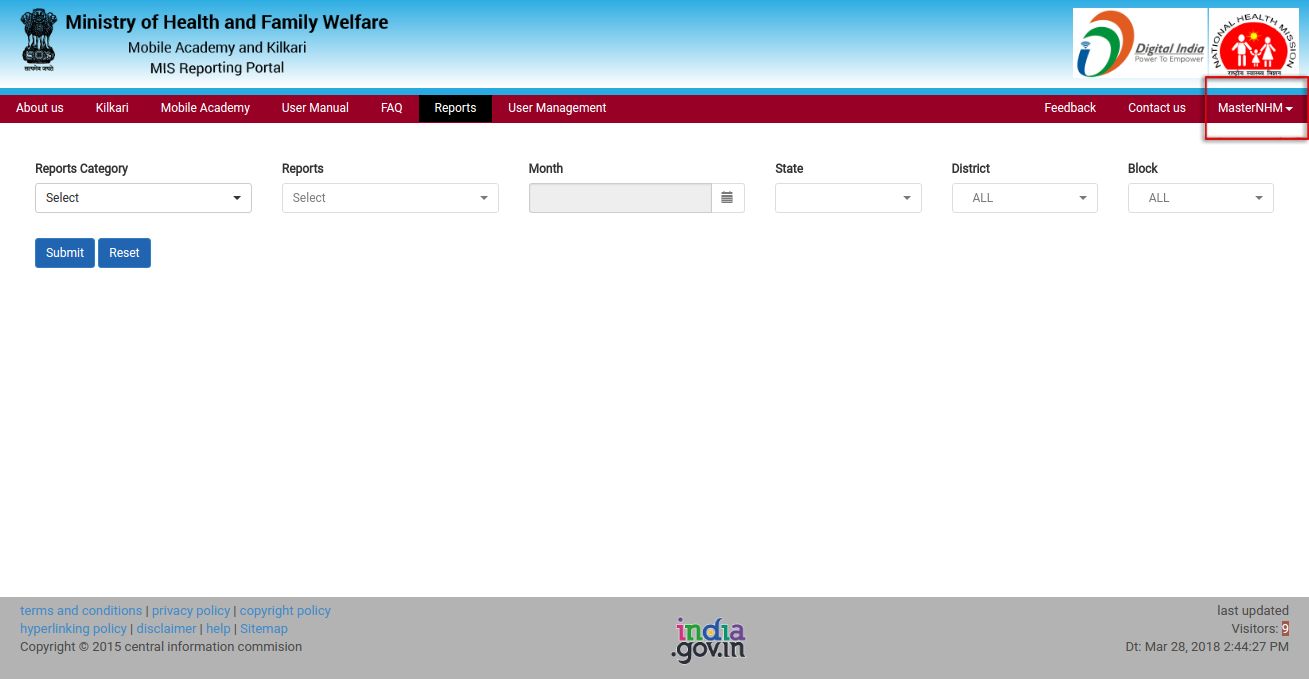 Ministry of Health and Family Welfare
Mobile Academy and Kilkari
MIS Reporting Portal
सत्यमेव जयते
Digital India
Power To Empower
NATIONAL HEALTH MISSION
राष्ट्रीय स्वास्थ्य मिशन
About us Kilkari Mobile Academy User Manual FAQ Reports User Management Feedback Contact us MasterNHM
Reports Category Reports Month State District Block
Select Select ALL ALL
Submit Reset
terms and conditions | privacy policy | copyright policy
hyperlinking policy | disclaimer | help | Sitemap
Copyright © 2015 central information commision
india
.gov.in
last updated
Visitors: 9
Dt: Mar 28, 2018 2:44:27 PM